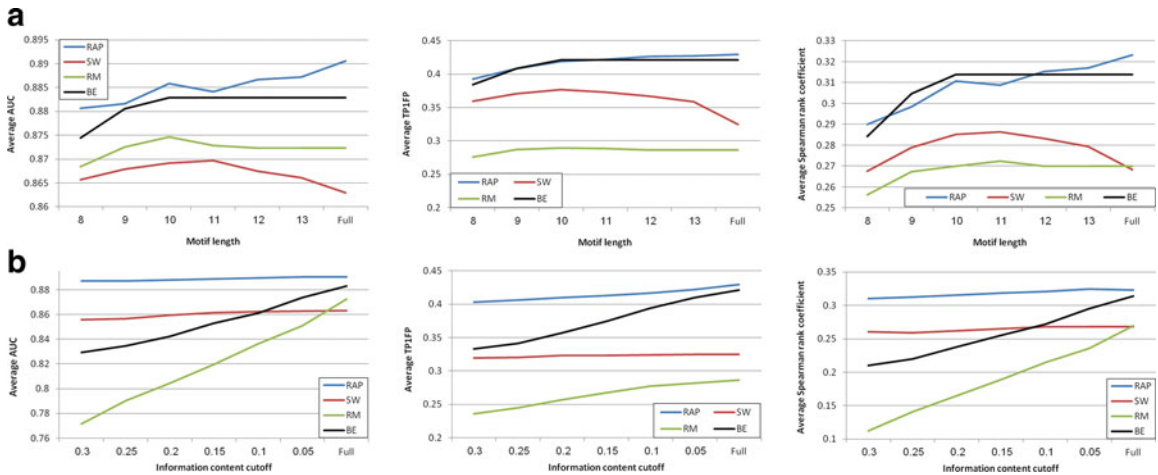 a
Average AUC
0.895
0.89
0.885
0.88
0.875
0.87
0.865
0.86
RAP
SW
RM
BE
8 9 10 11 12 13 Full
Motif length
Average TP1FP
0.45
0.4
0.35
0.3
0.25
0.2
RAP SW
RM BE
8 9 10 11 12 13 Full
Motif length
Average Spearman rank coefficient
0.33
0.32
0.31
0.3
0.29
0.28
0.27
0.26
0.25
RAP SW RM BE
8 9 10 11 12 13 Full
Motif length
b
Average AUC
0.88
0.86
0.84
0.82
0.8
0.78
0.76
RAP
SW
RM
BE
0.3 0.25 0.2 0.15 0.1 0.05 Full
Information content cutoff
Average TP1FP
0.45
0.4
0.35
0.3
0.25
0.2
RAP SW
RM BE
0.3 0.25 0.2 0.15 0.1 0.05 Full
Information content cutoff
Average Spearman rank coefficient
0.35
0.3
0.25
0.2
0.15
0.1
RAP
SW
RM
BE
0.3 0.25 0.2 0.15 0.1 0.05 Full
Information content cutoff